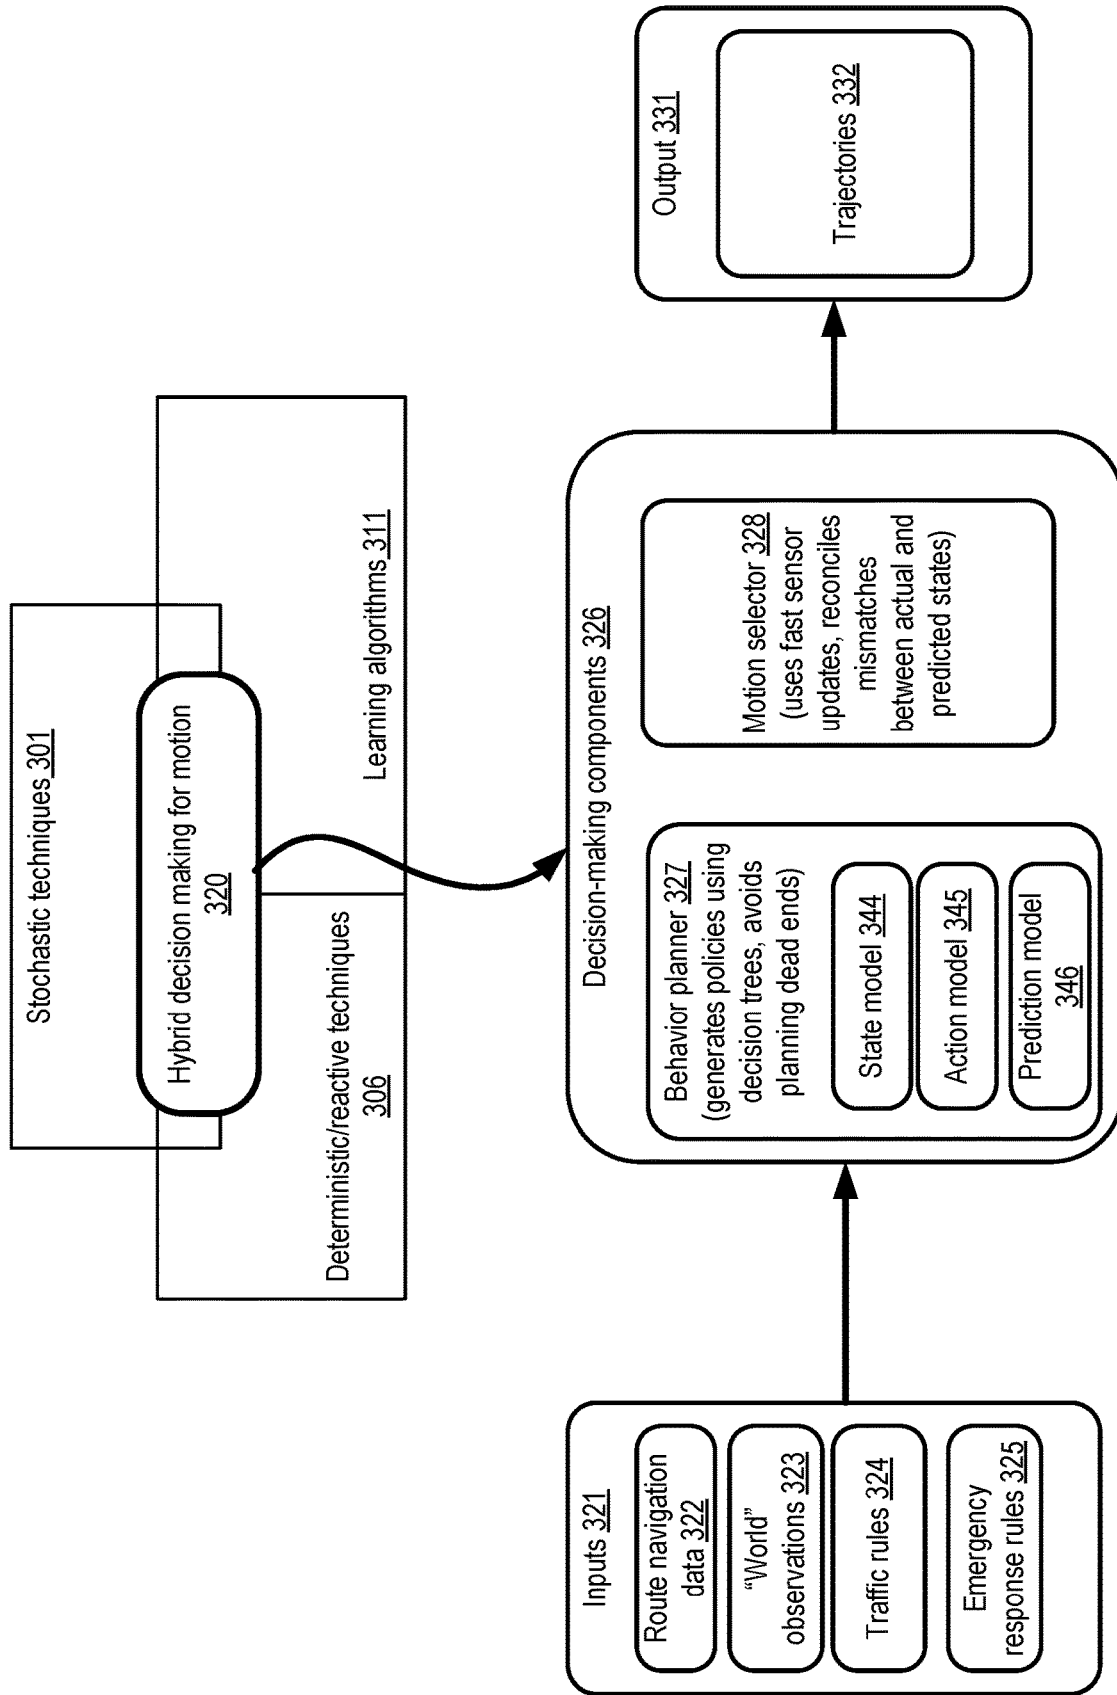 Stochastic techniques 301
Hybrid decision making for motion
320
Deterministic/reactive techniques
306
Learning algorithms 311
Inputs 321
Route navigation
data 322
“World”
observations 323
Traffic rules 324
Emergency
response rules 325
Decision-making components 326
Behavior planner 327
(generates policies using
decision trees, avoids
planning dead ends)
State model 344
Action model 345
Prediction model
346
Motion selector 328
(uses fast sensor
updates, reconciles
mismatches
between actual and
predicted states)
Output 331
Trajectories 332